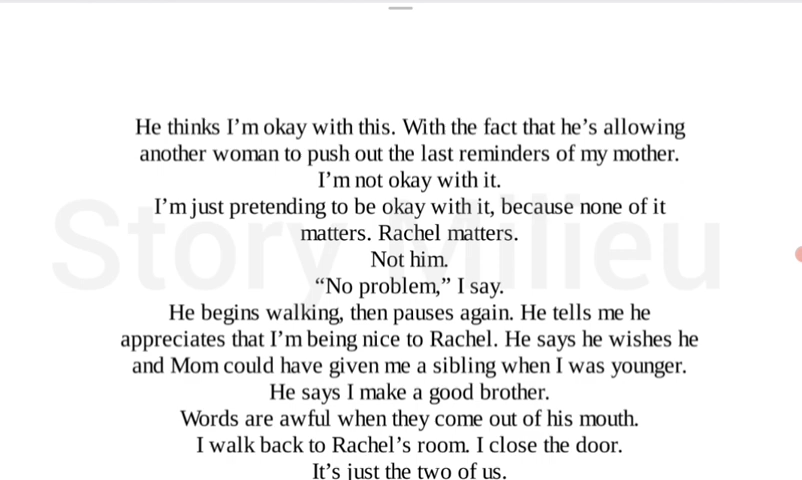 He thinks I'm okay with this. With the fact that he's allowing
another woman to push out the last reminders of my mother.
I'm not okay with it.
I'm just pretending to be okay with it, because none of it
matters. Rachel matters.
Not him.
“No problem,” I say.
He begins walking, then pauses again. He tells me he
appreciates that I'm being nice to Rachel. He says he wishes he
and Mom could have given me a sibling when I was younger.
He says I make a good brother.
Words are awful when they come out of his mouth.
I walk back to Rachel's room. I close the door.
It's just the two of us.
Story Milieu